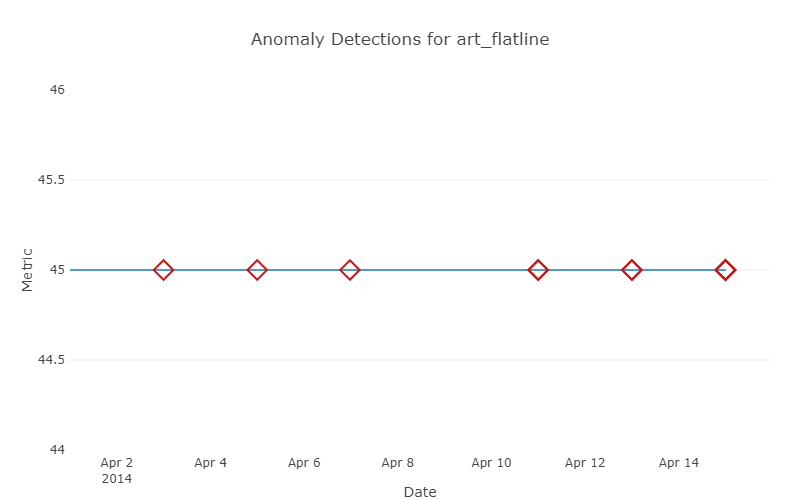 Anomaly Detections for art_flatline
46
45.5
45
44.5
44
Metric
Apr 2
2014
Apr 4
Apr 6
Apr 8
Apr 10
Apr 12
Apr 14
Date